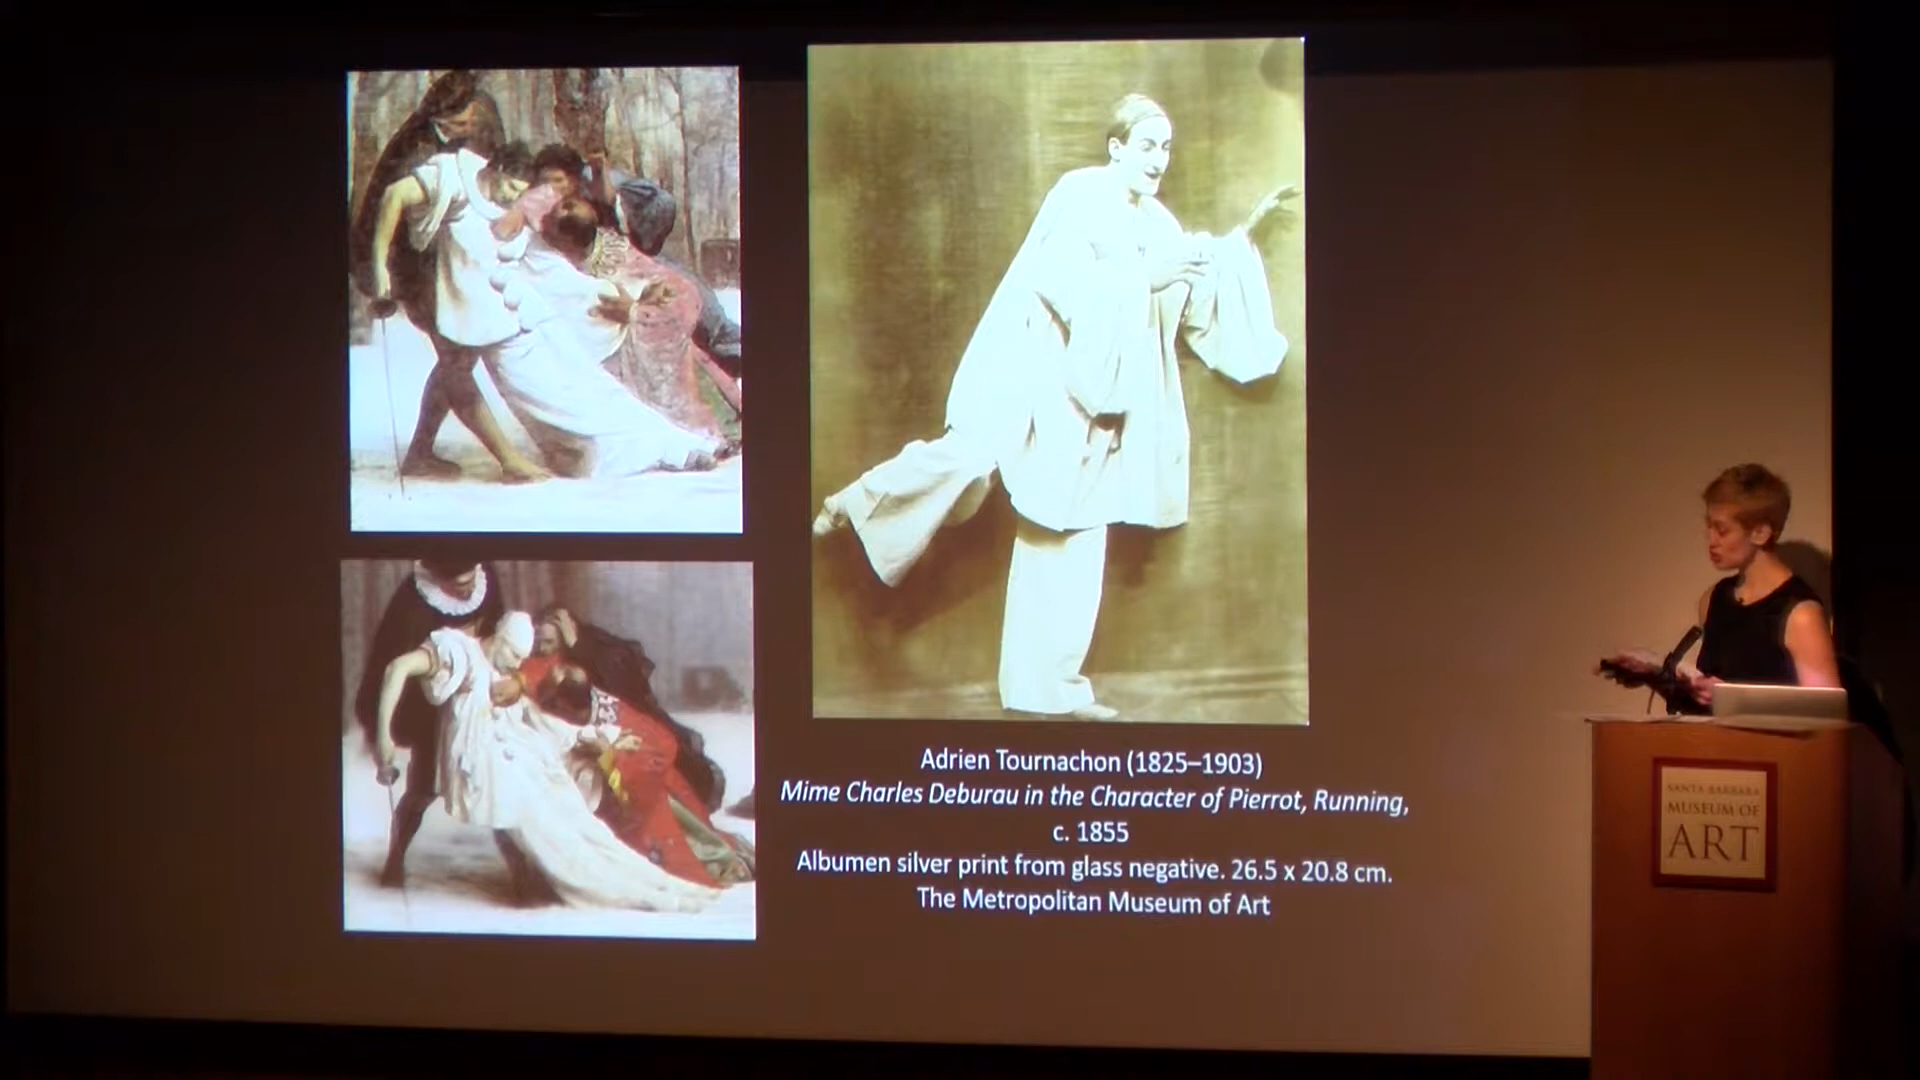 Adrien Tournachon (1825–1903)
Mime Charles Deburau in the Character of Pierrot, Running,
c. 1855
Albumen silver print from glass negative. 26.5 x 20.8 cm.
The Metropolitan Museum of Art
SANTA BARBARA
MUSEUM OF
ART